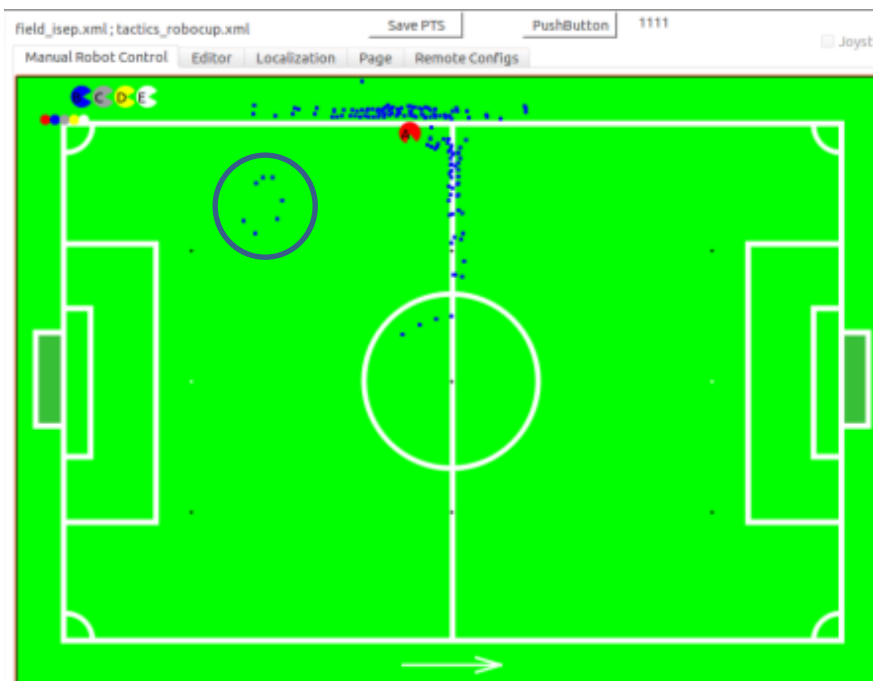 field_isep.xml ; tactics_robocup.xml Save PTS PushButton 1111
Joyst
Manual Robot Control Editor Localization Page Remote Configs
C D E
A